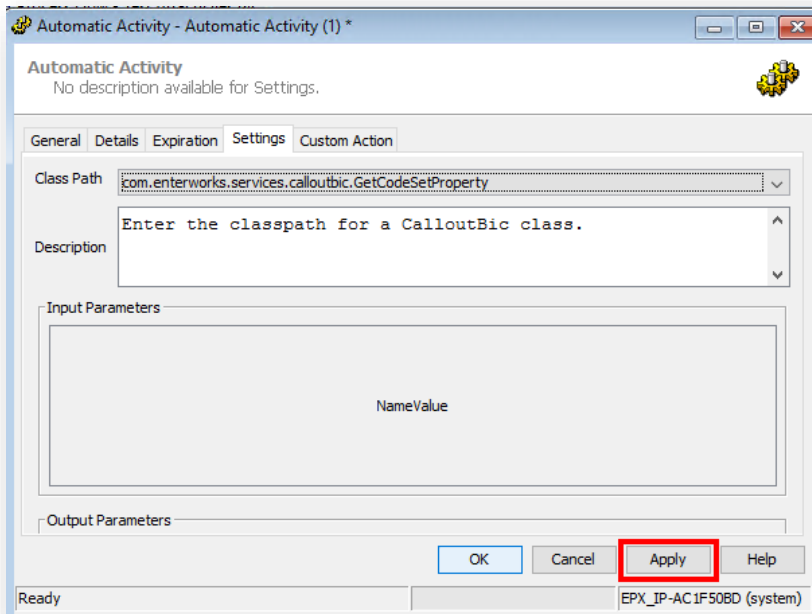 Automatic Activity - Automatic Activity (1) *
Automatic Activity
No description available for Settings.
General Details Expiration Settings Custom Action
Class Path com.enterworks.services.calloutbic.GetCodeSetProperty
Enter the classpath for a CalloutBic class.
Description
Input Parameters
NameValue
Output Parameters
OK Cancel Apply Help
Ready EPX_IP-AC1F50BD (system)